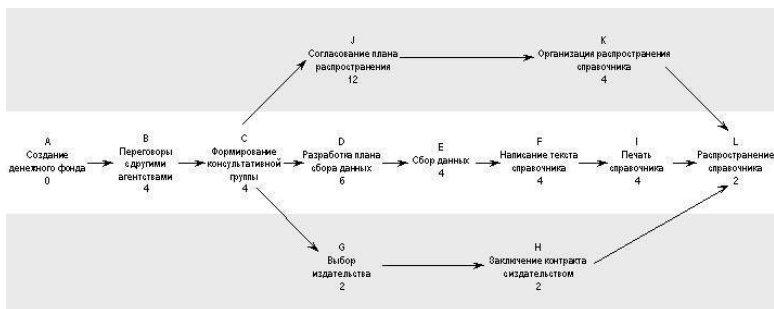 J
Согласование плана
распространения
12
K
Организация распространения
справочника
4
A
Создание
денежного фонда
0
B
Переговоры
с другими
агентствами
4
C
Формирование
консультативной
группы
4
D
Разработка плана
сбора данных
6
E
Сбор данных
4
F
Написание текста
справочника
4
I
Печать
справочника
4
L
Распространение
справочника
2
G
Выбор
издательства
2
H
Заключение контракта
с издательством
2